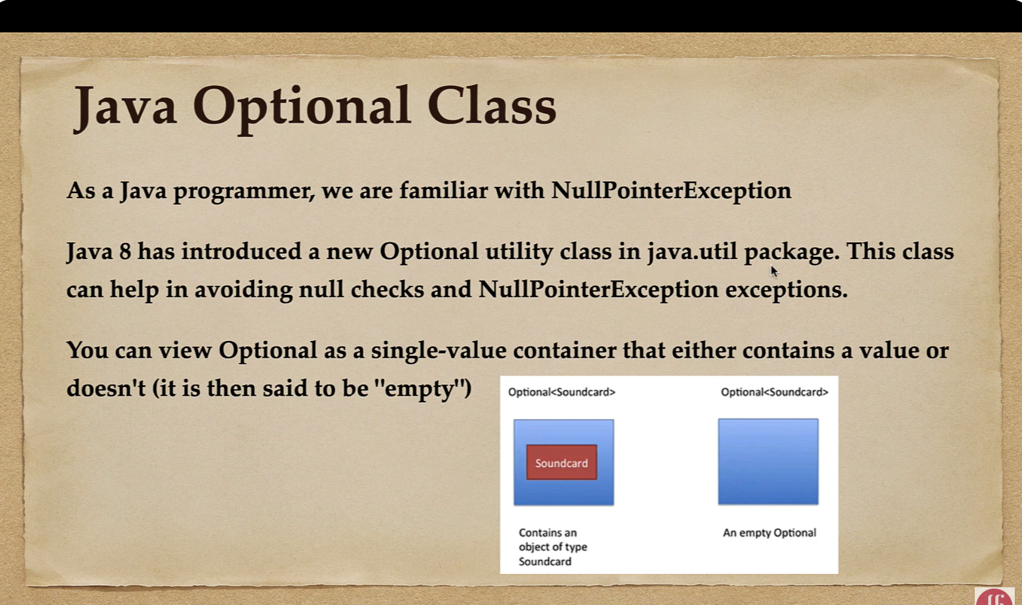 Java Optional Class
As a Java programmer, we are familiar with NullPointerException
Java 8 has introduced a new Optional utility class in java.util package. This class
can help in avoiding null checks and NullPointerException exceptions.
You can view Optional as a single-value container that either contains a value or
doesn't (it is then said to be "empty")
Optional<Soundcard>
Soundcard
Contains an
object of type
Soundcard
Optional<Soundcard>
An empty Optional